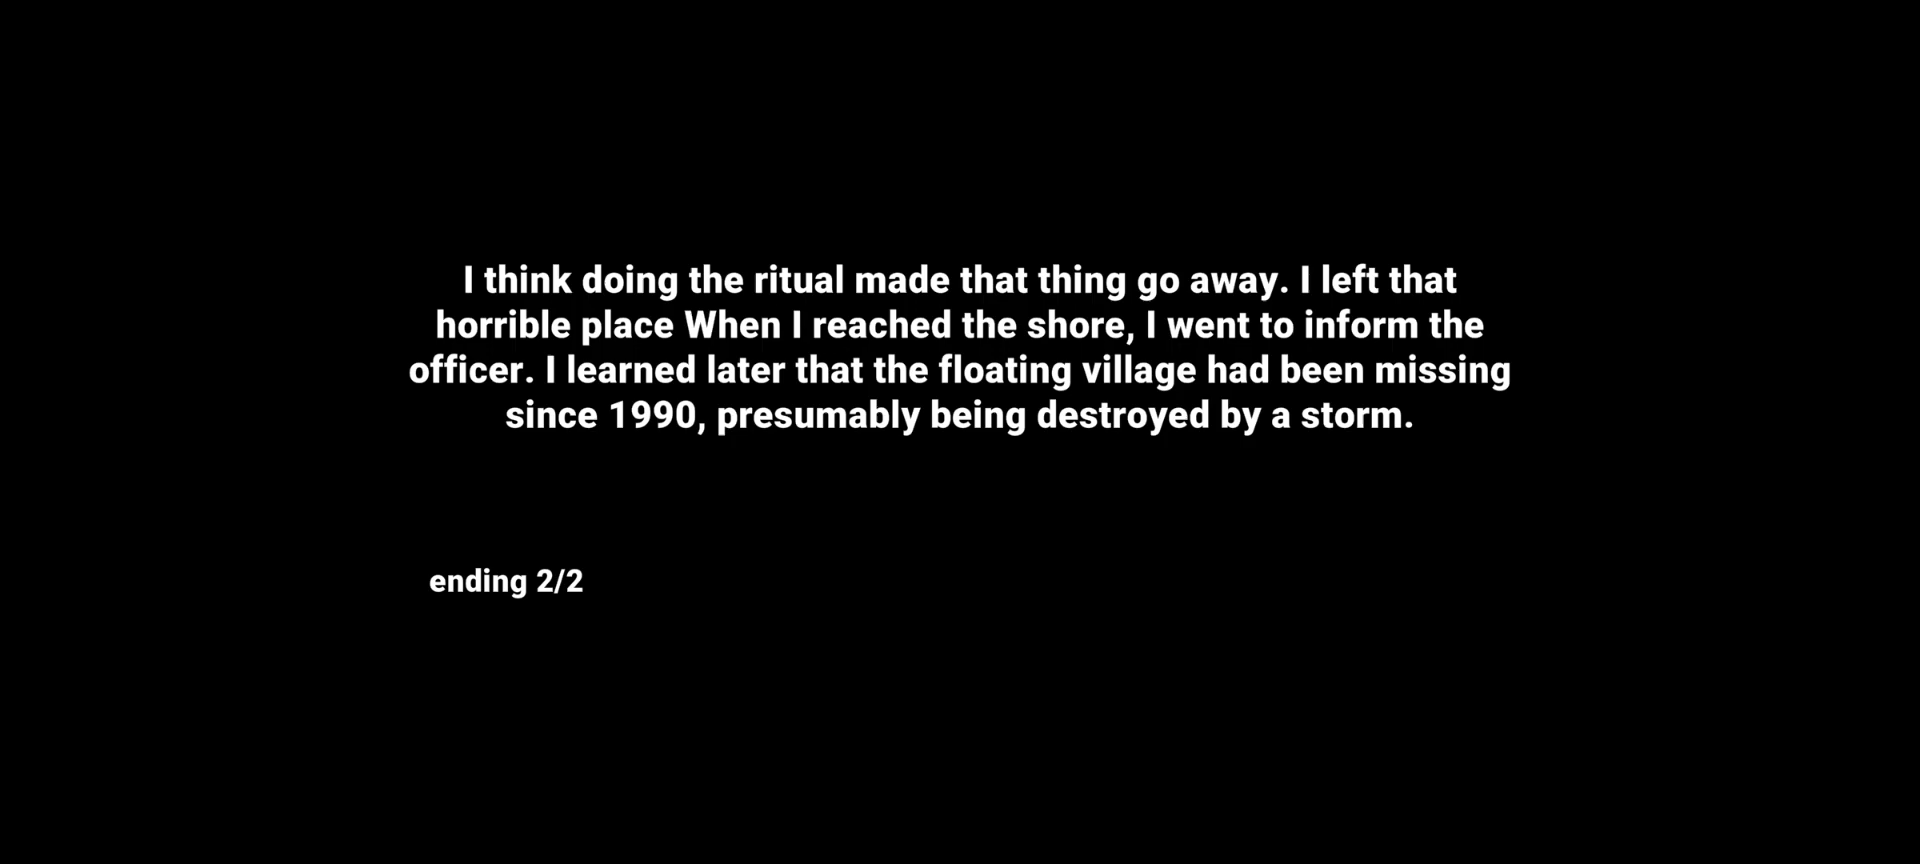 I think doing the ritual made that thing go away. I left that
horrible place When I reached the shore, I went to inform the
officer. I learned later that the floating village had been missing
since 1990, presumably being destroyed by a storm.
ending 2/2